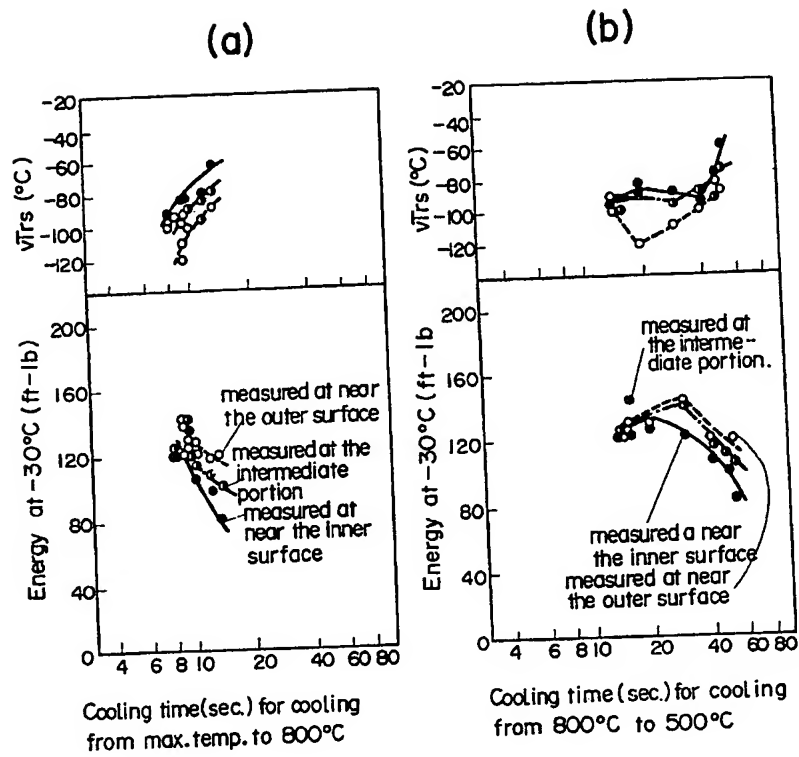 (a)
-20
-40
-60
-80
-100
-120
vTrs (°C)
200
160
120
80
40
0
Energy at -30°C (ft-lb)
measured at near
the outer surface
measured at the
intermediate
portion
measured at
near the inner
surface
4 6 8 10 20 40 60 80
Cooling time(sec.) for cooling
from max.temp. to 800°C
(b)
-20
-40
-60
-80
-100
-120
vTrs (°C)
200
160
120
80
40
0
Energy at -30°C (ft-lb)
measured at
the interme-
diate portion.
measured a near
the inner surface
measured at near
the outer surface
4 6 8 10 20 40 60 80
Cooling time(sec.) for cooling
from 800°C to 500°C